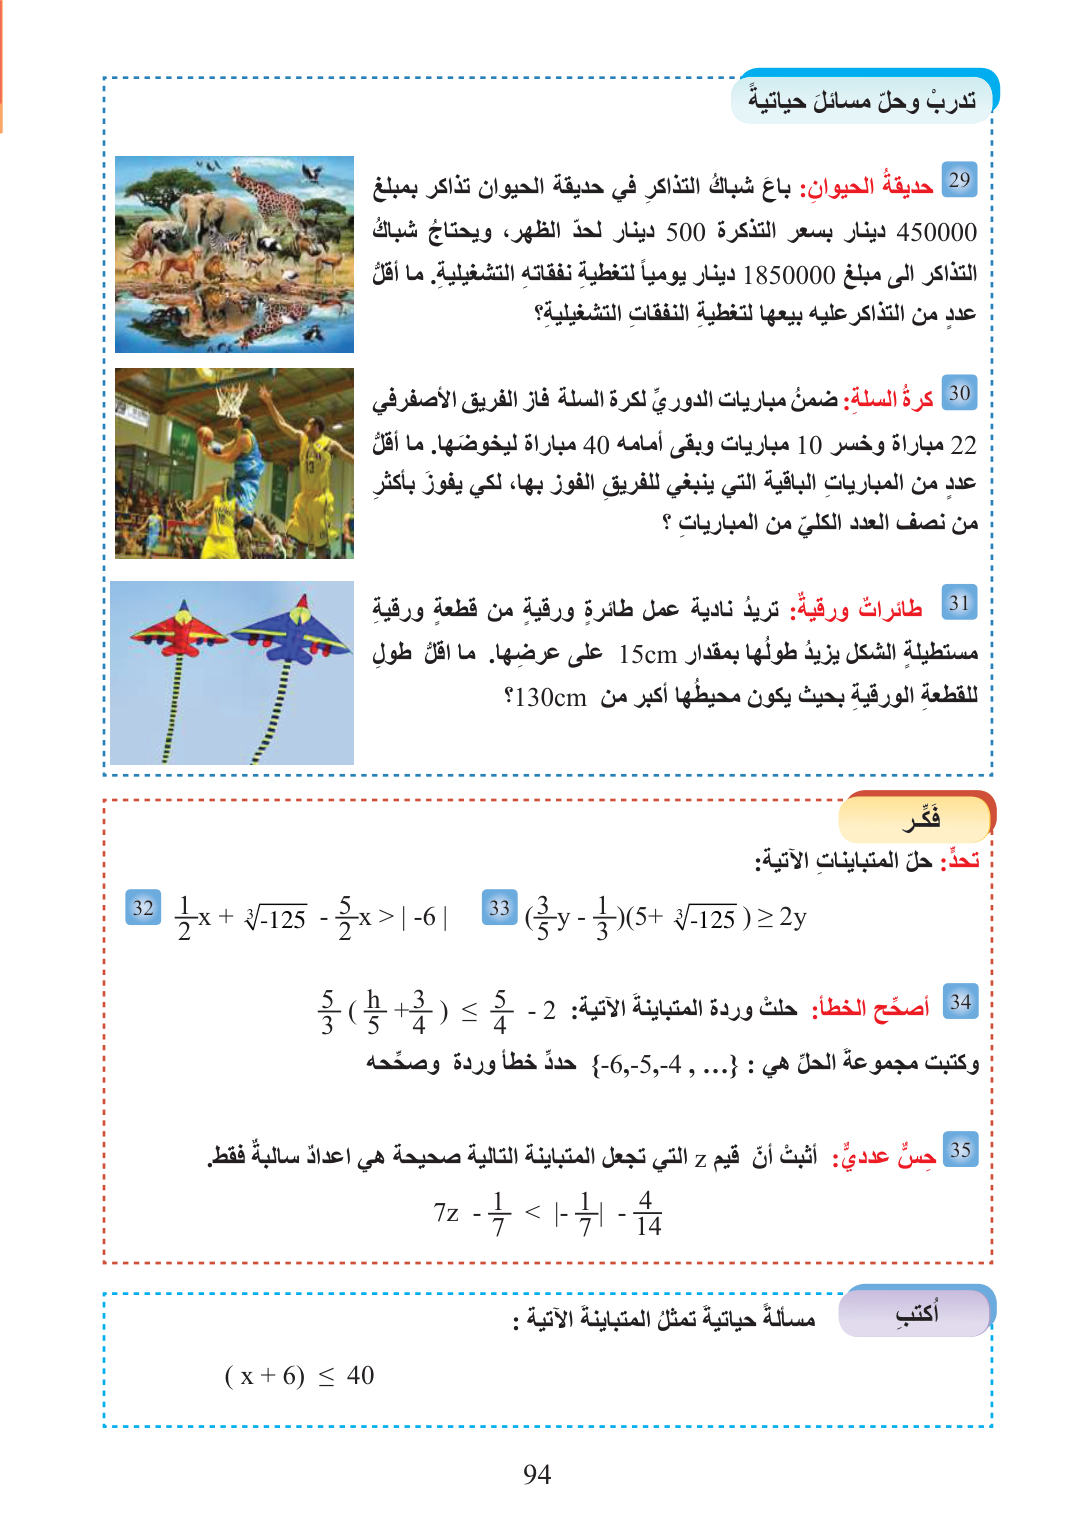 تدربْ وحلّ مسائلَ حياتيةً
29 حديقةُ الحيوانِ: باعَ شباكُ التذاكرِ في حديقة الحيوان تذاكر بمبلغ
450000 دينار بسعر التذكرة 500 دينار لحدّ الظهر، ويحتاجُ شباكُ
التذاكر الى مبلغ 1850000 دينار يومياً لتغطيةِ نفقاتهِ التشغيليةِ. ما أقلُّ
عددٍ من التذاكرعليه بيعها لتغطيةِ النفقاتِ التشغيليةِ؟
30 كرةُ السلةِ: ضمنُ مباريات الدوريِّ لكرة السلة فاز الفريق الأصفرفي
22 مباراة وخسر 10 مباريات وبقى أمامه 40 مباراة ليخوضَها. ما أقلُّ
عددٍ من المبارياتِ الباقية التي ينبغي للفريقِ الفوز بها، لكي يفوزَ بأكثرِ
من نصف العدد الكليّ من المبارياتِ ؟
31 طائراتٌ ورقيةٌ: تريدُ نادية عمل طائرةٍ ورقيةٍ من قطعةٍ ورقيةِ
مستطيلةٍ الشكل يزيدُ طولُها بمقدار 15cm على عرضِها. ما اقلُّ طولِ
للقطعةِ الورقيةِ بحيث يكون محيطُها أكبر من 130cm؟
فَكِّـر
تحدٍّ: حلّ المتبايناتِ الآتية:
32 1/2 x + ∛-125 - 5/2 x > | -6 | 33 (3/5 y - 1/3)(5+ ∛-125 ) ≥ 2y
34 أصحِّح الخطأ: حلتْ وردة المتباينةَ الآتية: 5/3 ( h/5 + 3/4 ) ≤ 5/4 - 2
وكتبت مجموعةَ الحلِّ هي : {-6,-5,-4 , ...} حددِّ خطأ وردة وصحِّحه
35 حِسٌّ عدديٌّ: أثبتْ أنّ قيم z التي تجعل المتباينة التالية صحيحة هي اعدادٌ سالبةٌ فقط.
7z - 1/7 < |- 1/7| - 4/14
أكتبِ
مسألةً حياتيةَ تمثلُ المتباينةَ الآتية :
( x + 6) ≤ 40
94